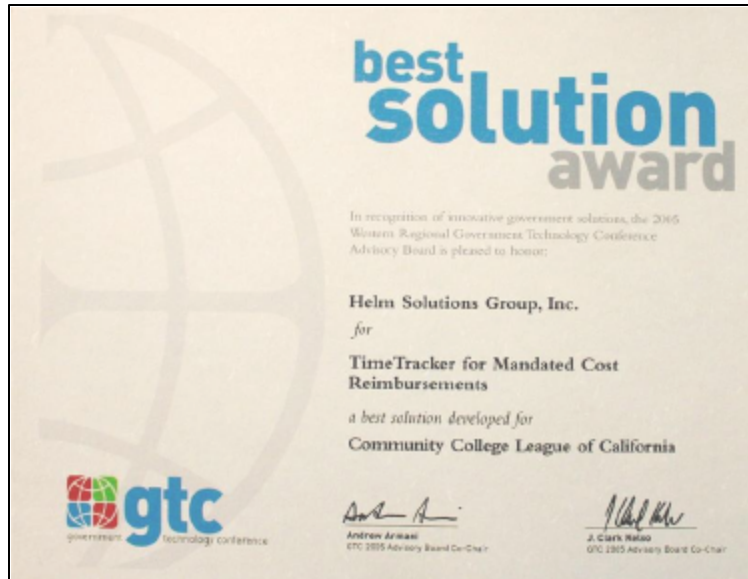 best
solution
award
In recognition of innovative government solutions, the 2005
Western Regional Government Technology Conference
Advisory Board is pleased to honor:
Helm Solutions Group, Inc.
for
TimeTracker for Mandated Cost
Reimbursements
a best solution developed for
Community College League of California
gtc
government technology conference
Andrew Armani
GTC 2005 Advisory Board Co-Chair
J. Clark Kelso
GTC 2005 Advisory Board Co-Chair